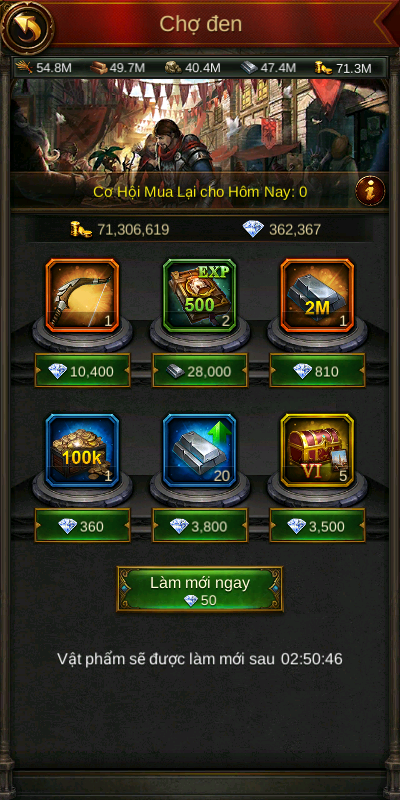 Chợ đen
54.8M 49.7M 40.4M 47.4M 71.3M
Cơ Hội Mua Lại cho Hôm Nay: 0
71,306,619 362,367
1
EXP
500
2
2M
1
10,400 28,000 810
100k
1
20
VI
5
360 3,800 3,500
Làm mới ngay
50
Vật phẩm sẽ được làm mới sau 02:50:46